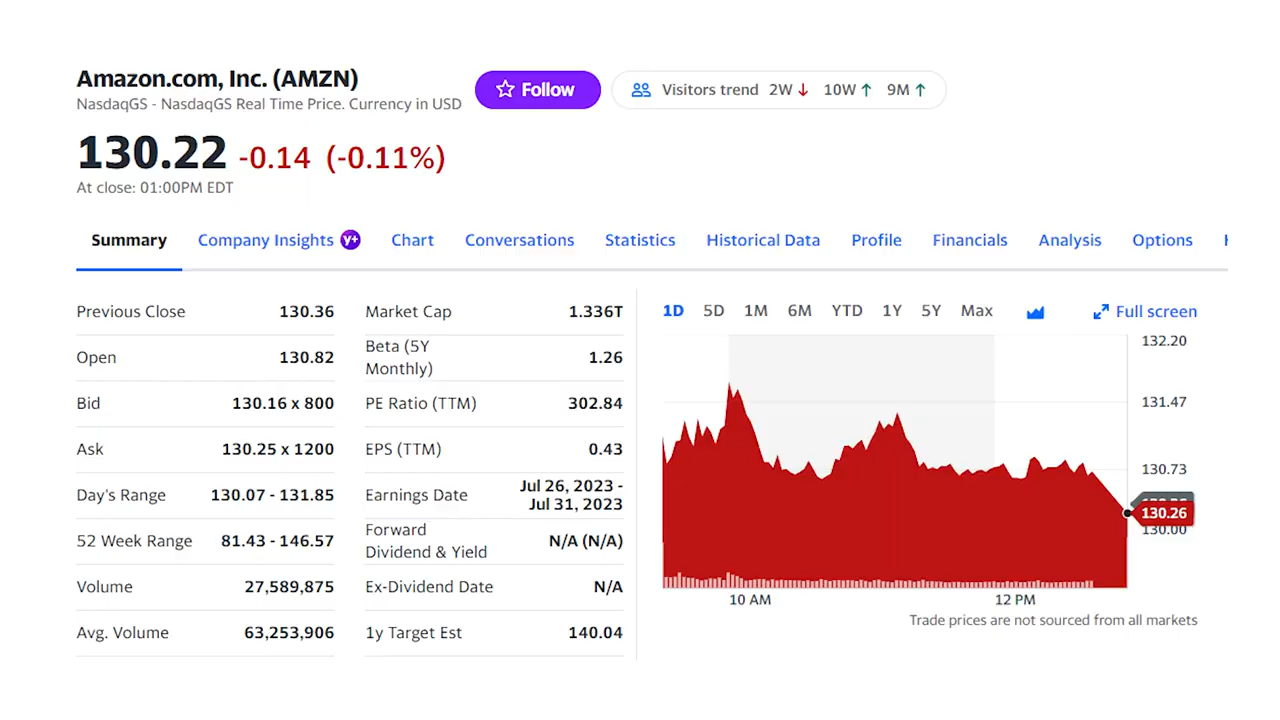 Amazon.com, Inc. (AMZN)
NasdaqGS - NasdaqGS Real Time Price. Currency in USD
Follow
Visitors trend 2W 10W 9M
130.22 -0.14 (-0.11%)
At close: 01:00PM EDT
Summary Company Insights y+ Chart Conversations Statistics Historical Data Profile Financials Analysis Options
Previous Close 130.36
Open 130.82
Bid 130.16 x 800
Ask 130.25 x 1200
Day's Range 130.07 - 131.85
52 Week Range 81.43 - 146.57
Volume 27,589,875
Avg. Volume 63,253,906
Market Cap 1.336T
Beta (5Y
Monthly) 1.26
PE Ratio (TTM) 302.84
EPS (TTM) 0.43
Earnings Date Jul 26, 2023 -
Jul 31, 2023
Forward
Dividend & Yield N/A (N/A)
Ex-Dividend Date N/A
1y Target Est 140.04
1D 5D 1M 6M YTD 1Y 5Y Max Full screen
132.20
131.47
130.73
130.26
130.00
10 AM 12 PM
Trade prices are not sourced from all markets